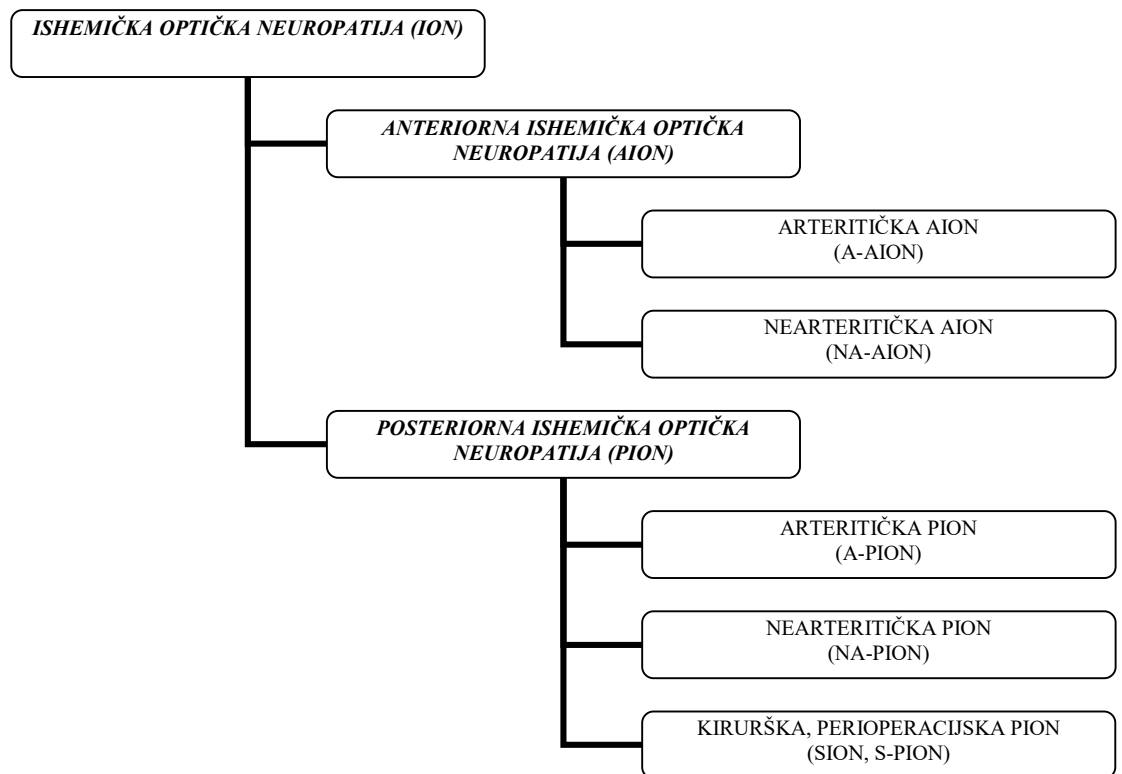 ISHEMIČKA OPTIČKA NEUROPATIJA (ION)
ANTERIORNA ISHEMIČKA OPTIČKA
NEUROPATIJA (AION)
ARTERITIČKA AION
(A-AION)
NEARTERITIČKA AION
(NA-AION)
POSTERIORNA ISHEMIČKA OPTIČKA
NEUROPATIJA (PION)
ARTERITIČKA PION
(A-PION)
NEARTERITIČKA PION
(NA-PION)
KIRURŠKA, PERIOPERACIJSKA PION
(SION, S-PION)